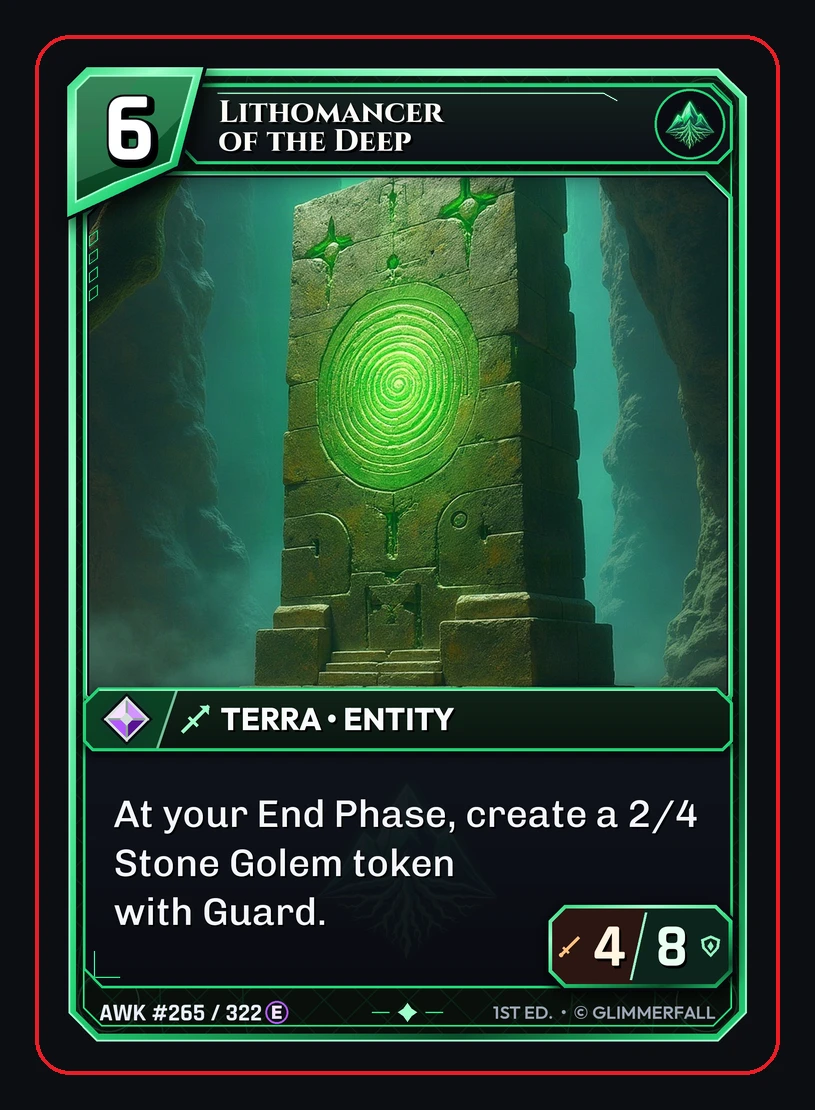 6
Lithomancer
of the Deep
TERRA • ENTITY
At your End Phase, create a 2/4
Stone Golem token
with Guard.
4/8
AWK #265 / 322 E
1ST ED. • © GLIMMERFALL